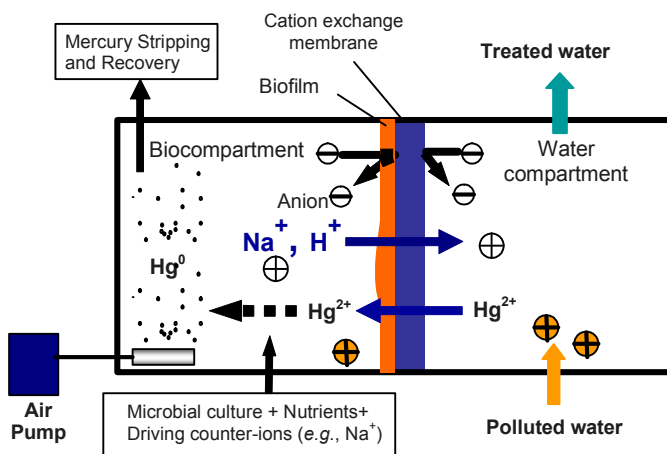 Mercury Stripping
and Recovery
Cation exchange
membrane
Biofilm
Treated water
Biocompartment
Water
compartment
Anion
Na⁺, H⁺
Hg⁰
Hg²⁺
Hg²⁺
Air
Pump
Microbial culture + Nutrients+
Driving counter-ions (e.g., Na⁺)
Polluted water